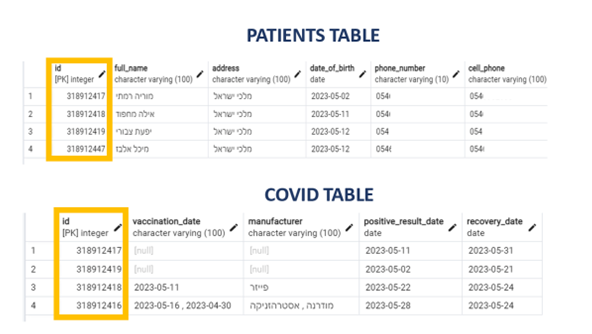 PATIENTS TABLE
id full_name address date_of_birth phone_number cell_phone
[PK] integer character varying (100) character varying (100) date character varying (10) character varying (100)
1 318912417 מוריה רמתי מלכי ישראל 2023-05-02 054 054
2 318912418 אילה מחפוד מלכי ישראל 2023-05-11 054 054
3 318912419 יפעת צבורי מלכי ישראל 2023-05-12 054 054
4 318912447 מיכל אלבז מלכי ישראל 2023-05-12 054 054
COVID TABLE
id vaccination_date manufacturer positive_result_date recovery_date
[PK] integer character varying (100) character varying (100) date date
1 318912417 [null] [null] 2023-05-11 2023-05-31
2 318912419 [null] [null] 2023-05-02 2023-05-21
3 318912418 2023-05-11 פייזר 2023-05-22 2023-05-24
4 318912416 2023-05-16 , 2023-04-30 מודרנה , אסטרהזניקה 2023-05-28 2023-05-24